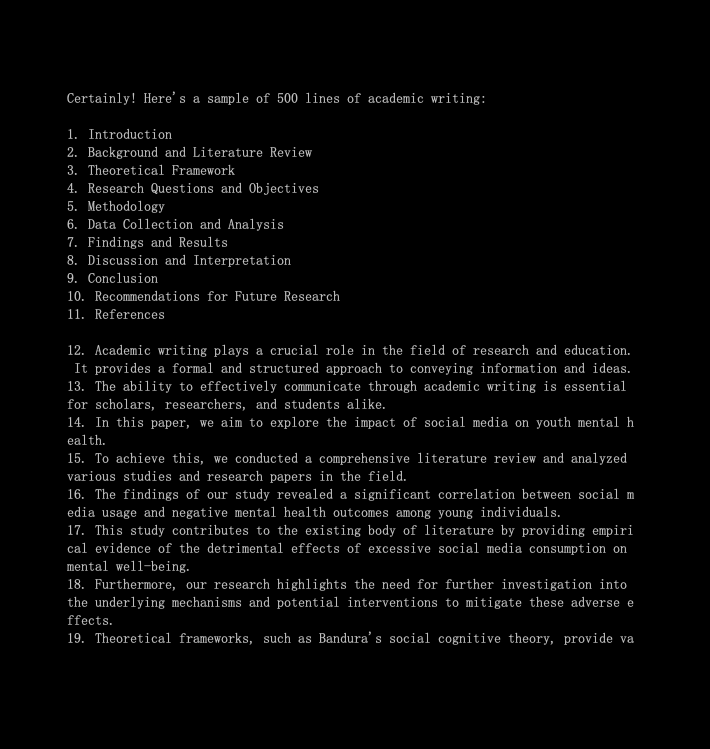 Certainly! Here's a sample of 500 lines of academic writing:
1. Introduction
2. Background and Literature Review
3. Theoretical Framework
4. Research Questions and Objectives
5. Methodology
6. Data Collection and Analysis
7. Findings and Results
8. Discussion and Interpretation
9. Conclusion
10. Recommendations for Future Research
11. References
12. Academic writing plays a crucial role in the field of research and education.
It provides a formal and structured approach to conveying information and ideas.
13. The ability to effectively communicate through academic writing is essential
for scholars, researchers, and students alike.
14. In this paper, we aim to explore the impact of social media on youth mental h
ealth.
15. To achieve this, we conducted a comprehensive literature review and analyzed
various studies and research papers in the field.
16. The findings of our study revealed a significant correlation between social m
edia usage and negative mental health outcomes among young individuals.
17. This study contributes to the existing body of literature by providing empiri
cal evidence of the detrimental effects of excessive social media consumption on
mental well-being.
18. Furthermore, our research highlights the need for further investigation into
the underlying mechanisms and potential interventions to mitigate these adverse e
ffects.
19. Theoretical frameworks, such as Bandura's social cognitive theory, provide va